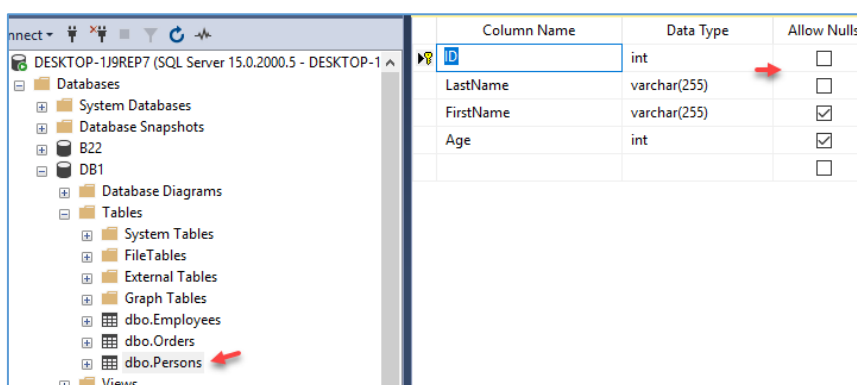 nnect
DESKTOP-1J9REP7 (SQL Server 15.0.2000.5 - DESKTOP-1
Databases
System Databases
Database Snapshots
B22
DB1
Database Diagrams
Tables
System Tables
FileTables
External Tables
Graph Tables
dbo.Employees
dbo.Orders
dbo.Persons
Views
Column Name Data Type Allow Nulls
ID int
LastName varchar(255)
FirstName varchar(255)
Age int